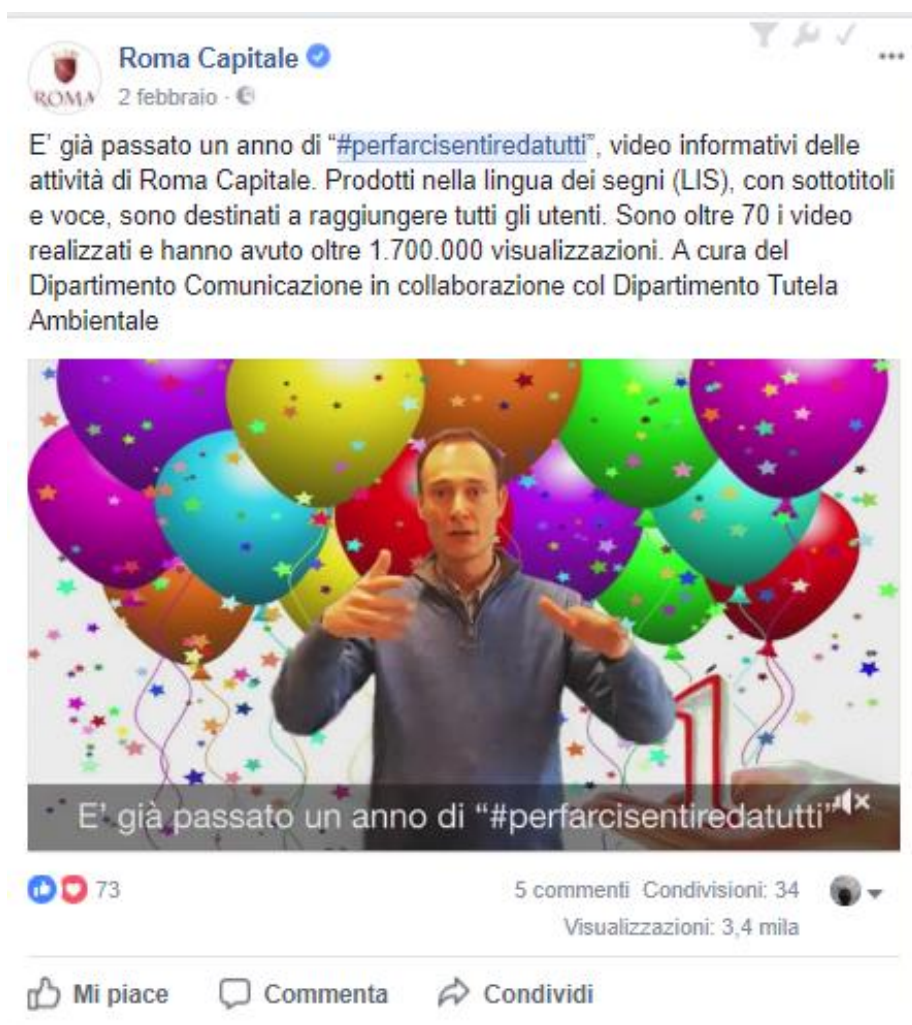 Roma Capitale
ROMA
2 febbraio ·
E' già passato un anno di “#perfarcisentiredatutti”, video informativi delle
attività di Roma Capitale. Prodotti nella lingua dei segni (LIS), con sottotitoli
e voce, sono destinati a raggiungere tutti gli utenti. Sono oltre 70 i video
realizzati e hanno avuto oltre 1.700.000 visualizzazioni. A cura del
Dipartimento Comunicazione in collaborazione col Dipartimento Tutela
Ambientale
1
E' già passato un anno di “#perfarcisentiredatutti”
73
5 commenti Condivisioni: 34
Visualizzazioni: 3,4 mila
Mi piace Commenta Condividi